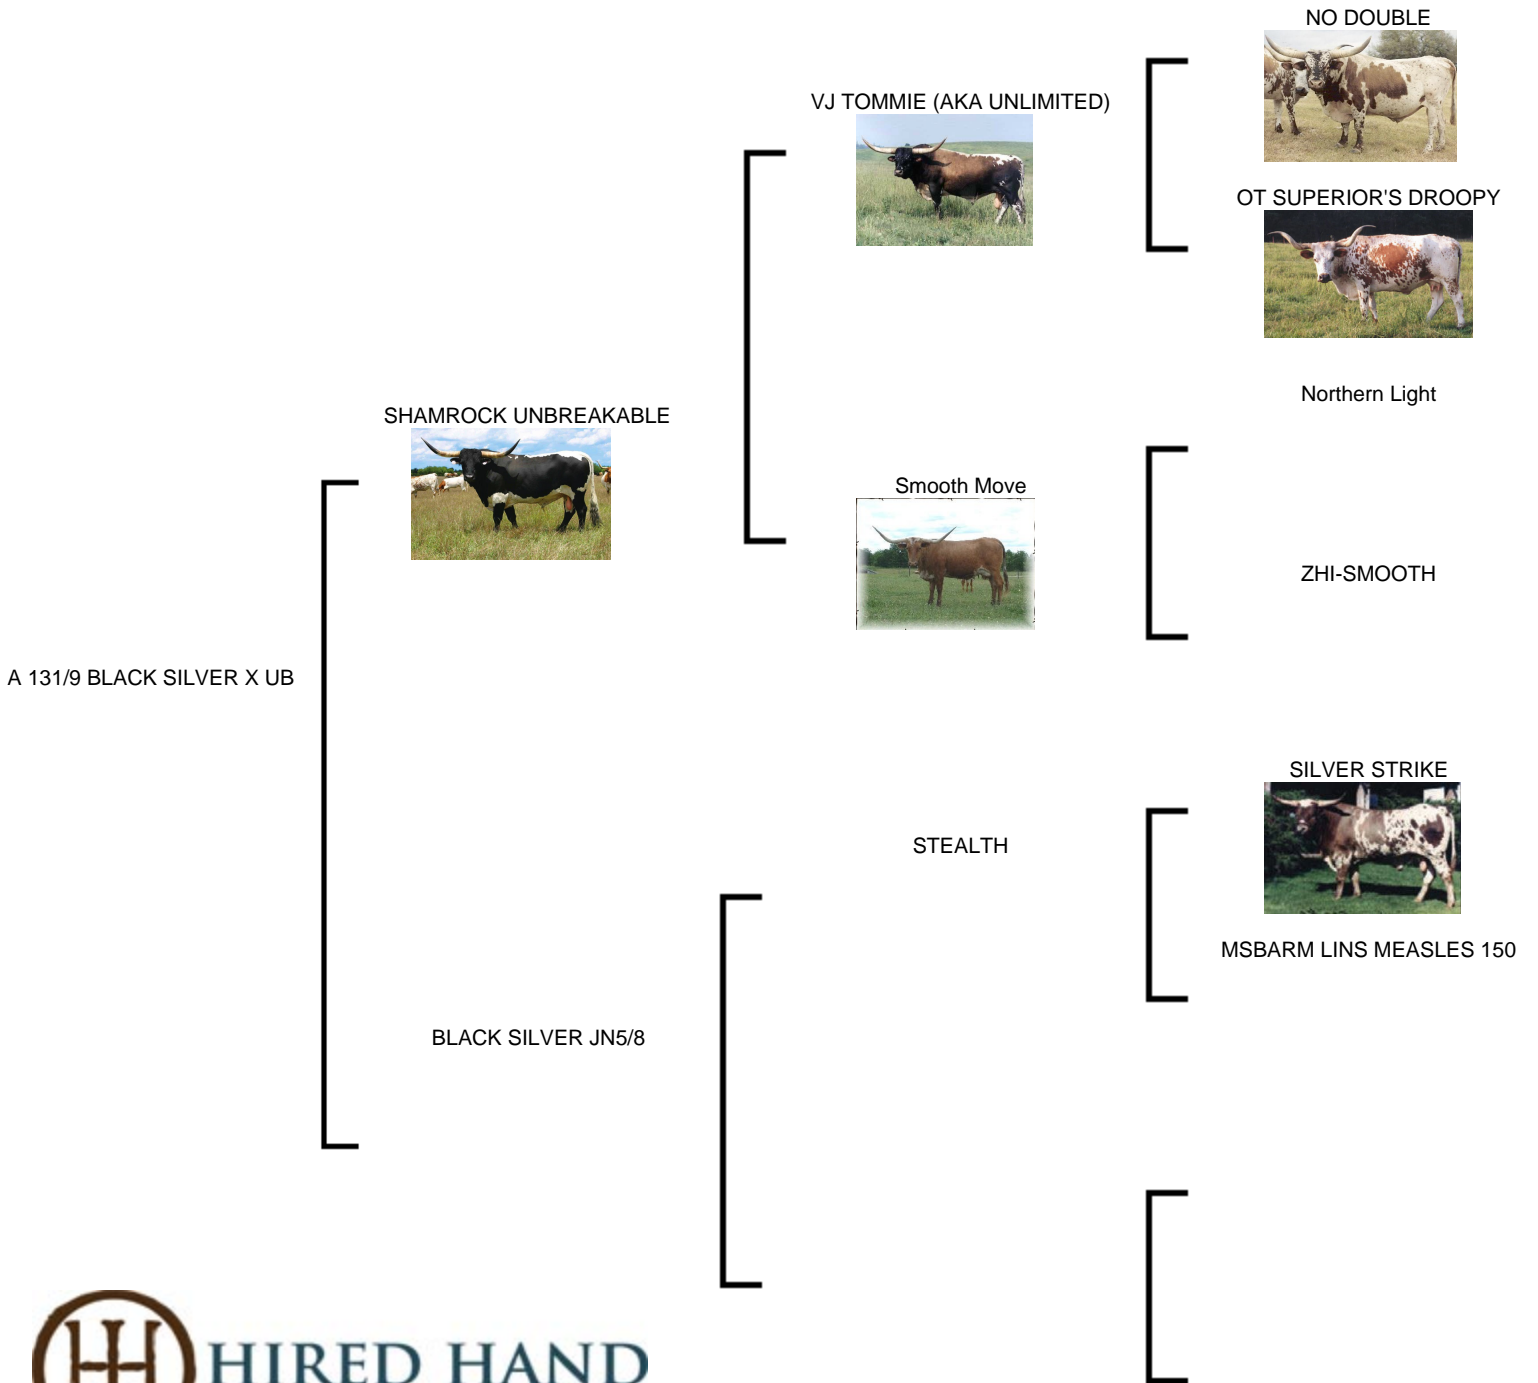 NO DOUBLE
VJ TOMMIE (AKA UNLIMITED)
OT SUPERIOR'S DROOPY
Northern Light
SHAMROCK UNBREAKABLE
Smooth Move
ZHI-SMOOTH
A 131/9 BLACK SILVER X UB
SILVER STRIKE
STEALTH
MSBARM LINS MEASLES 150
BLACK SILVER JN5/8
HIRED HAND